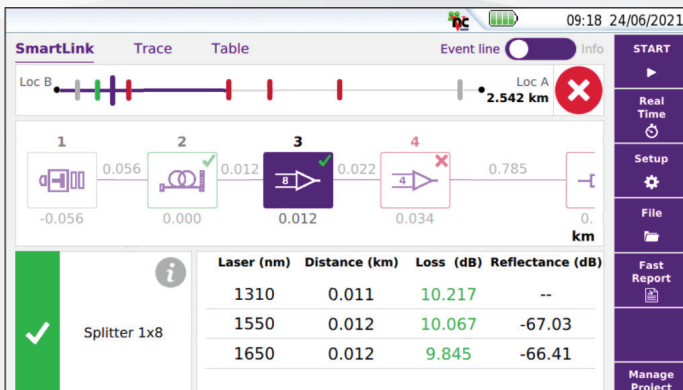 nc 09:18 24/06/2021
SmartLink Trace Table Event line Info
START
Loc B Loc A
2.542 km
Real
Time
1 2 3 4
0.056 0.012 0.022 0.785
8 4
-0.056 0.000 0.012 0.034 0.
km
Setup
File
Laser (nm) Distance (km) Loss (dB) Reflectance (dB)
1310 0.011 10.217 --
1550 0.012 10.067 -67.03
1650 0.012 9.845 -66.41
i
Splitter 1x8
Fast
Report
Manage
Project